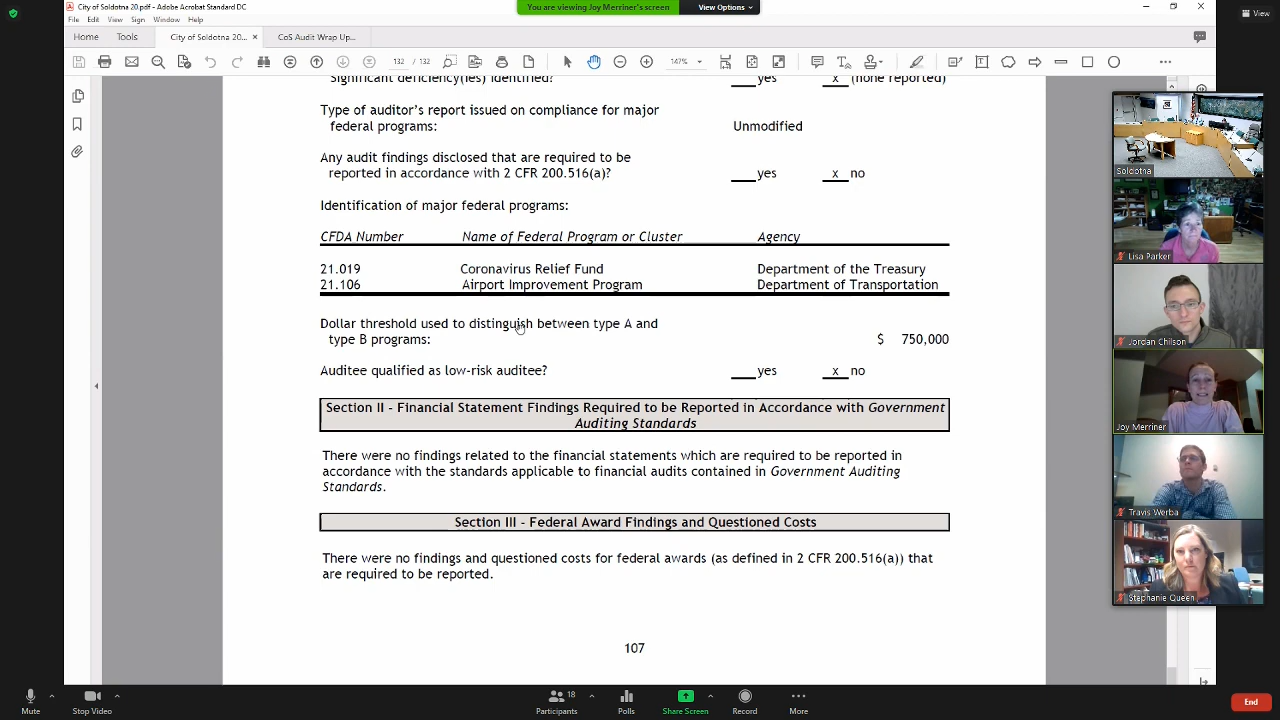 City of Soldotna 20.pdf - Adobe Acrobat Standard DC
You are viewing Joy Merriner's screen
View Options
View
File Edit View Sign Window Help
Home Tools City of Soldotna 20... × CoS Audit Wrap Up...
132 / 132 147%
Significant deficiency(ies) identified? yes x (none reported)
Type of auditor's report issued on compliance for major
federal programs: Unmodified
Any audit findings disclosed that are required to be
reported in accordance with 2 CFR 200.516(a)? yes x no
Identification of major federal programs:
CFDA Number Name of Federal Program or Cluster Agency
21.019 Coronavirus Relief Fund Department of the Treasury
21.106 Airport Improvement Program Department of Transportation
Dollar threshold used to distinguish between type A and
type B programs: $ 750,000
Auditee qualified as low-risk auditee? yes x no
Section II - Financial Statement Findings Required to be Reported in Accordance with Government
Auditing Standards
There were no findings related to the financial statements which are required to be reported in
accordance with the standards applicable to financial audits contained in Government Auditing
Standards.
Section III - Federal Award Findings and Questioned Costs
There were no findings and questioned costs for federal awards (as defined in 2 CFR 200.516(a)) that
are required to be reported.
107
Soldotna
Lisa Parker
Jordan Chilson
Joy Merriner
Travis Werba
Stephanie Queen
Mute
Stop Video
Participants 18
Polls
Share Screen
Record
More
End